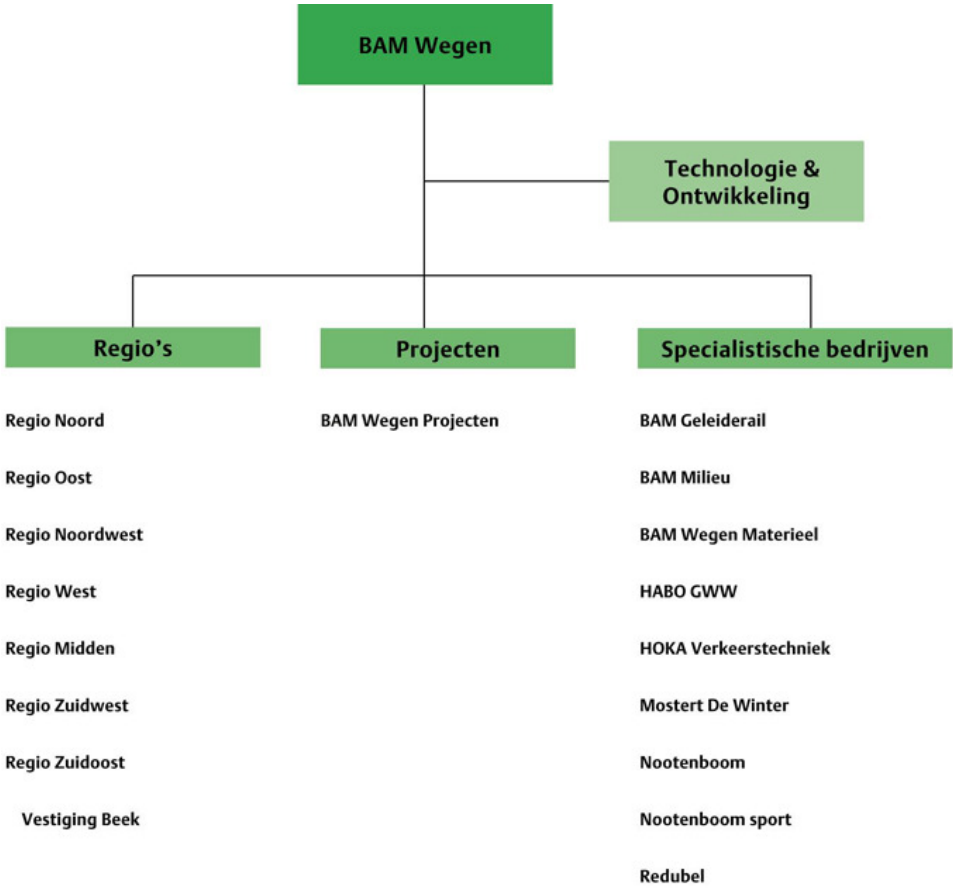 BAM Wegen
Technologie &
Ontwikkeling
Regio's
Projecten
Specialistische bedrijven
Regio Noord
BAM Wegen Projecten
BAM Geleiderail
Regio Oost
BAM Milieu
Regio Noordwest
BAM Wegen Materieel
Regio West
HABO GWW
Regio Midden
HOKA Verkeerstechniek
Regio Zuidwest
Mostert De Winter
Regio Zuidoost
Nootenboom
Vestiging Beek
Nootenboom sport
Redubel